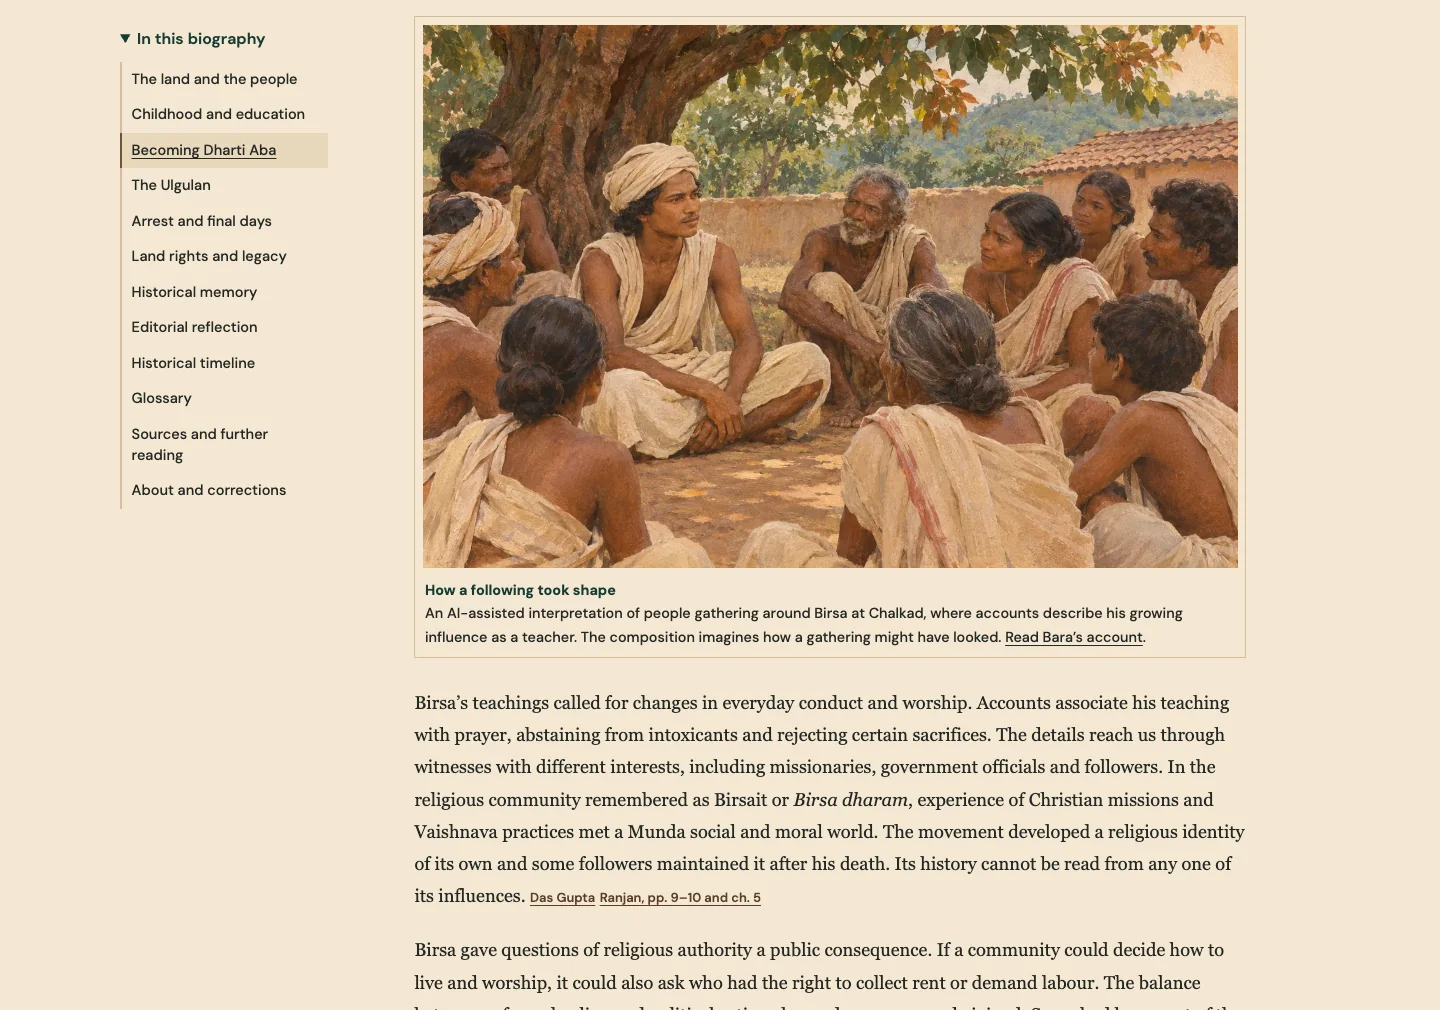 ▼ In this biography
The land and the people
Childhood and education
Becoming Dharti Aba
The Ulgulan
Arrest and final days
Land rights and legacy
Historical memory
Editorial reflection
Historical timeline
Glossary
Sources and further
reading
About and corrections
How a following took shape
An AI-assisted interpretation of people gathering around Birsa at Chalkad, where accounts describe his growing
influence as a teacher. The composition imagines how a gathering might have looked. Read Bara’s account.
Birsa’s teachings called for changes in everyday conduct and worship. Accounts associate his teaching
with prayer, abstaining from intoxicants and rejecting certain sacrifices. The details reach us through
witnesses with different interests, including missionaries, government officials and followers. In the
religious community remembered as Birsait or Birsa dharam, experience of Christian missions and
Vaishnava practices met a Munda social and moral world. The movement developed a religious identity
of its own and some followers maintained it after his death. Its history cannot be read from any one of
its influences. Das Gupta Ranjan, pp. 9–10 and ch. 5
Birsa gave questions of religious authority a public consequence. If a community could decide how to
live and worship, it could also ask who had the right to collect rent or demand labour. The balance